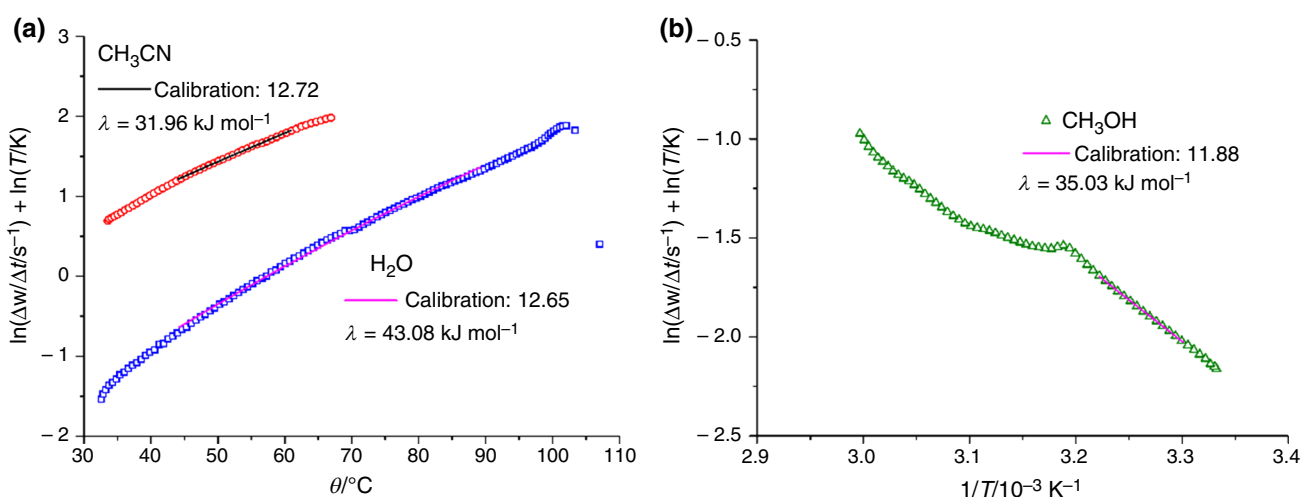 (a)
ln(Δw/Δt/s⁻¹) + ln(T/K)
3
2
1
0
−1
−2
CH₃CN
Calibration: 12.72
λ = 31.96 kJ mol⁻¹
H₂O
Calibration: 12.65
λ = 43.08 kJ mol⁻¹
30 40 50 60 70 80 90 100 110
θ/°C
(b)
ln(Δw/Δt/s⁻¹) + ln(T/K)
−0.5
−1.0
−1.5
−2.0
−2.5
CH₃OH
Calibration: 11.88
λ = 35.03 kJ mol⁻¹
2.9 3.0 3.1 3.2 3.3 3.4
1/T/10⁻³ K⁻¹